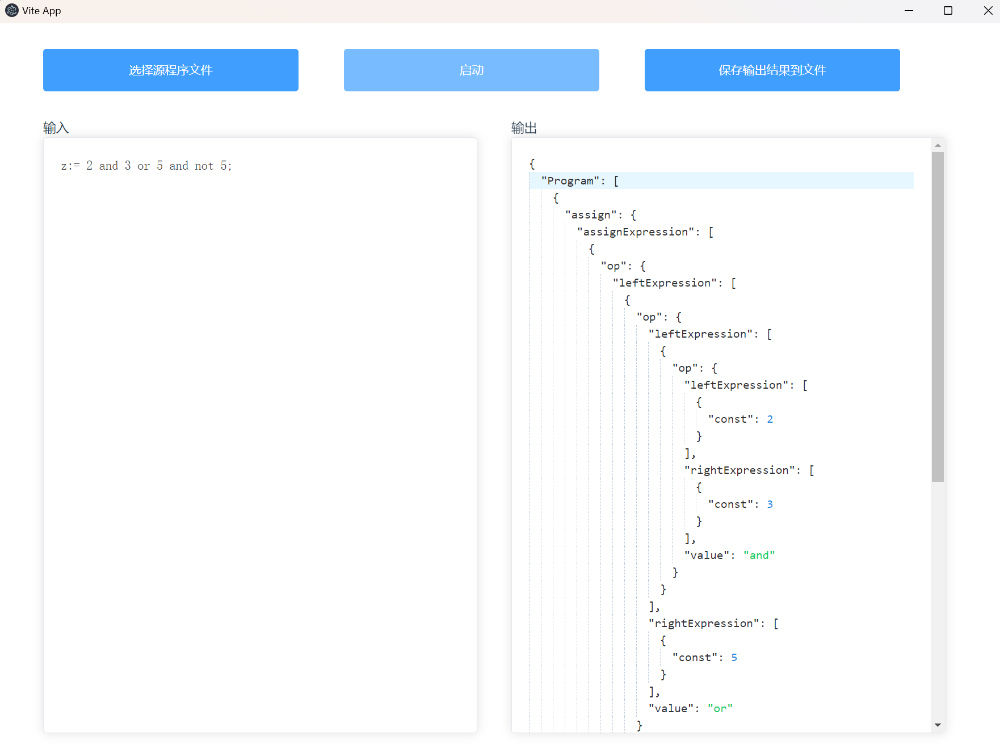 Vite App
选择源程序文件
启动
保存输出结果到文件
输入
输出
z:= 2 and 3 or 5 and not 5;
{
"Program": [
{
"assign": {
"assignExpression": [
{
"op": {
"leftExpression": [
{
"op": {
"leftExpression": [
{
"op": {
"leftExpression": [
{
"const": 2
}
],
"rightExpression": [
{
"const": 3
}
],
"value": "and"
}
}
],
"rightExpression": [
{
"const": 5
}
],
"value": "or"
}